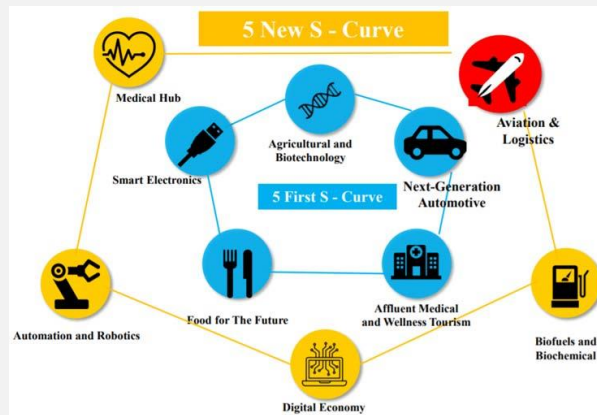 5 New S - Curve
Medical Hub
Aviation &
Logistics
Agricultural and
Biotechnology
Smart Electronics
Next-Generation
Automotive
5 First S - Curve
Food for The Future
Affluent Medical
and Wellness Tourism
Automation and Robotics
Biofuels and
Biochemical
Digital Economy